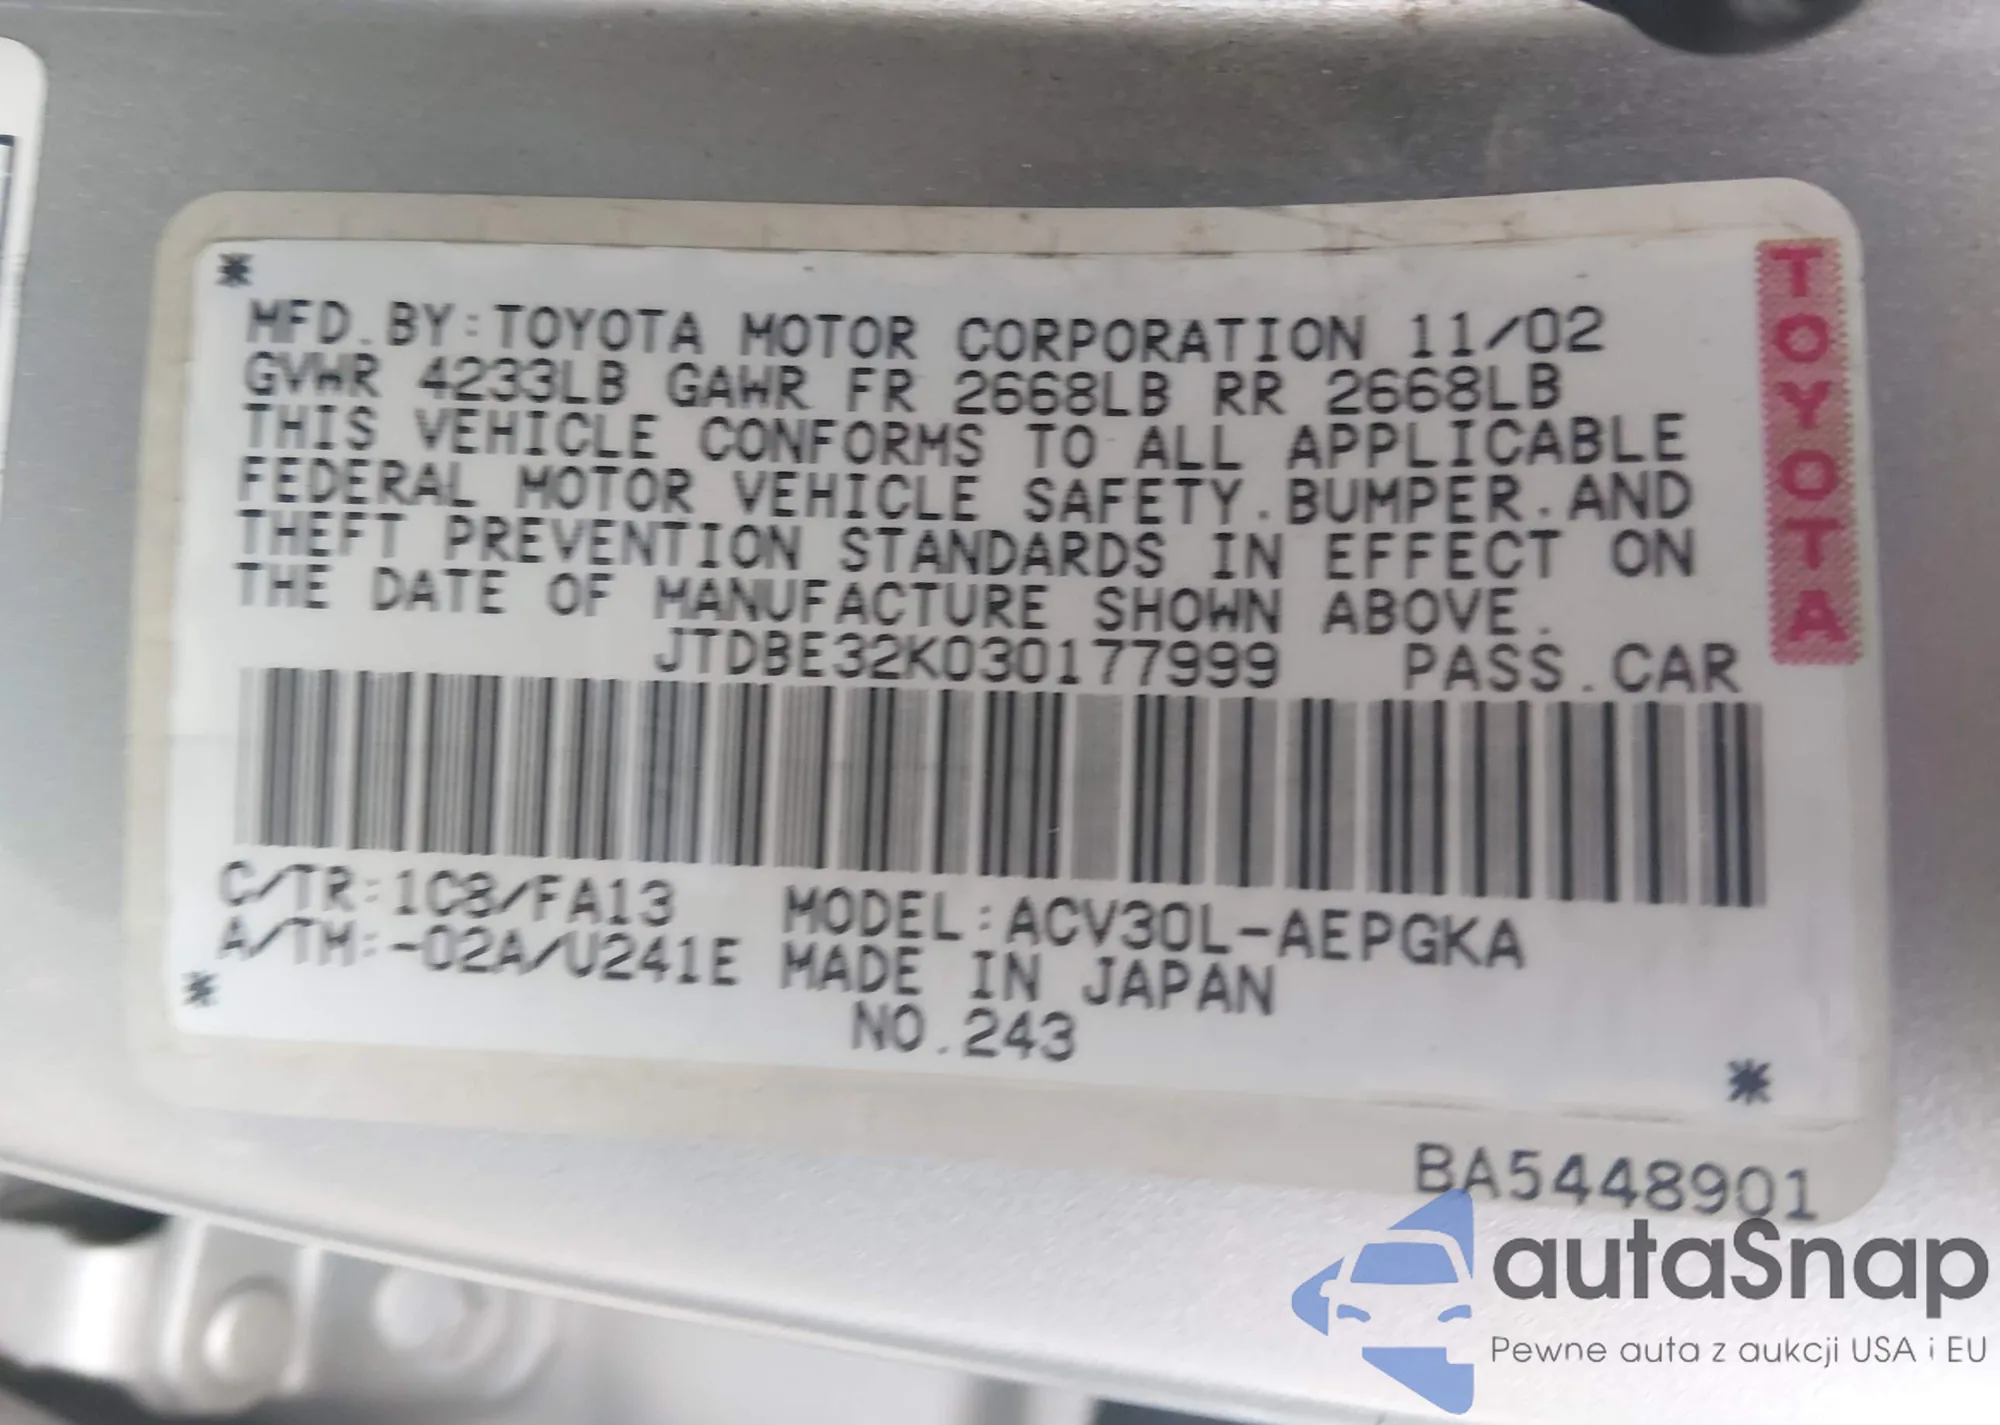 MFD.BY:TOYOTA MOTOR CORPORATION 11/02
GVWR 4233LB GAWR FR 2668LB RR 2668LB
THIS VEHICLE CONFORMS TO ALL APPLICABLE
FEDERAL MOTOR VEHICLE SAFETY.BUMPER.AND
THEFT PREVENTION STANDARDS IN EFFECT ON
THE DATE OF MANUFACTURE SHOWN ABOVE.
JTDBE32K030177999 PASS.CAR
C/TR:1C8/FA13 MODEL:ACV30L-AEPGKA
A/TM:-02A/U241E MADE IN JAPAN
NO.243
TOYOTA
BA5448901
autaSnap
Pewne auta z aukcji USA i EU